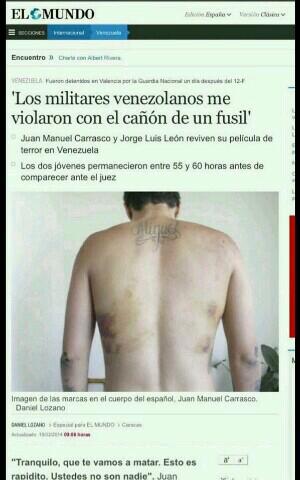 EL MUNDO
Edición España
Versión Clásica
SECCIONES
Internacional
Venezuela
Encuentro » Charla con Albert Rivera.
VENEZUELA Fueron detenidos en Valencia por la Guardia Nacional un día después del 12-F
'Los militares venezolanos me
violaron con el cañón de un fusil'
Juan Manuel Carrasco y Jorge Luis León reviven su película de
terror en Venezuela
Los dos jóvenes permanecieron entre 55 y 60 horas antes de
comparecer ante el juez
Miguel
Imagen de las marcas en el cuerpo del español, Juan Manuel Carrasco.
Daniel Lozano
DANIEL LOZANO > Especial para EL MUNDO > Caracas
Actualizado: 19/02/2014 09:06 horas
"Tranquilo, que te vamos a matar. Esto es
rapidito. Ustedes no son nadie". Juan